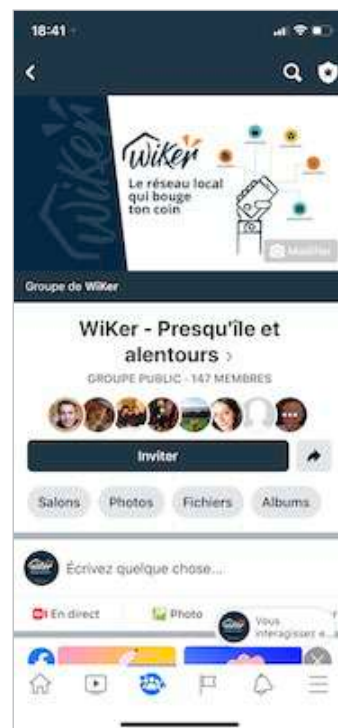 18:41
WiKer
WiKer
Le réseau local
qui bouge
ton coin
Modifier
Groupe de WiKer
WiKer - Presqu'île et
alentours >
GROUPE PUBLIC - 147 MEMBRES
Inviter
Salons Photos Fichiers Albums
Écrivez quelque chose...
En direct Photo
Vous
interagissez e...